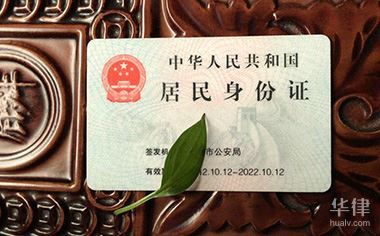 中华人民共和国
居民身份证
签发机 市公安局
有效 12.10.12-2022.10.12
华律
hualv.com